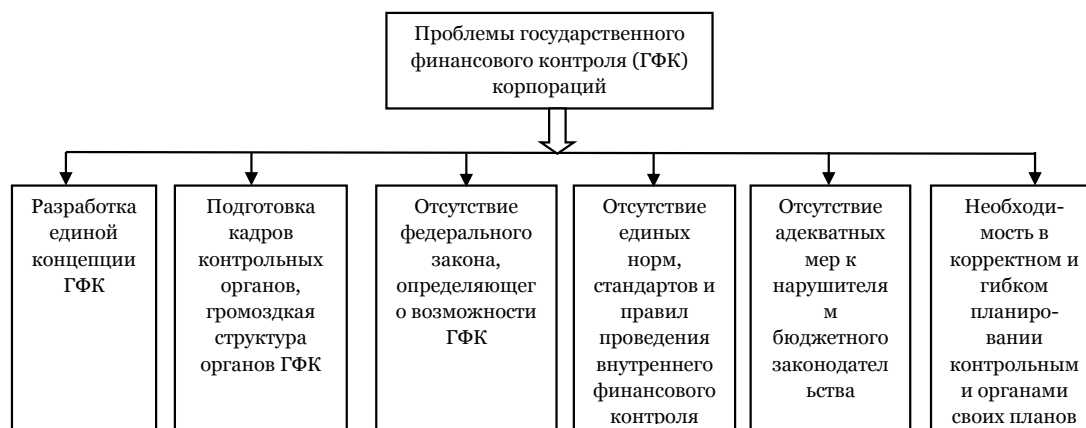 Проблемы государственного
финансового контроля (ГФК)
корпораций
Разработка
единой
концепции
ГФК
Подготовка
кадров
контрольных
органов,
громоздкая
структура
органов ГФК
Отсутствие
федерального
закона,
определяющег
о возможности
ГФК
Отсутствие
единых
норм,
стандартов и
правил
проведения
внутреннего
финансового
контроля
Отсутствие
адекватных
мер к
нарушителя
м
бюджетного
законодател
ьства
Необходи-
мость в
корректном и
гибком
планиро-
вании
контрольным
и органами
своих планов